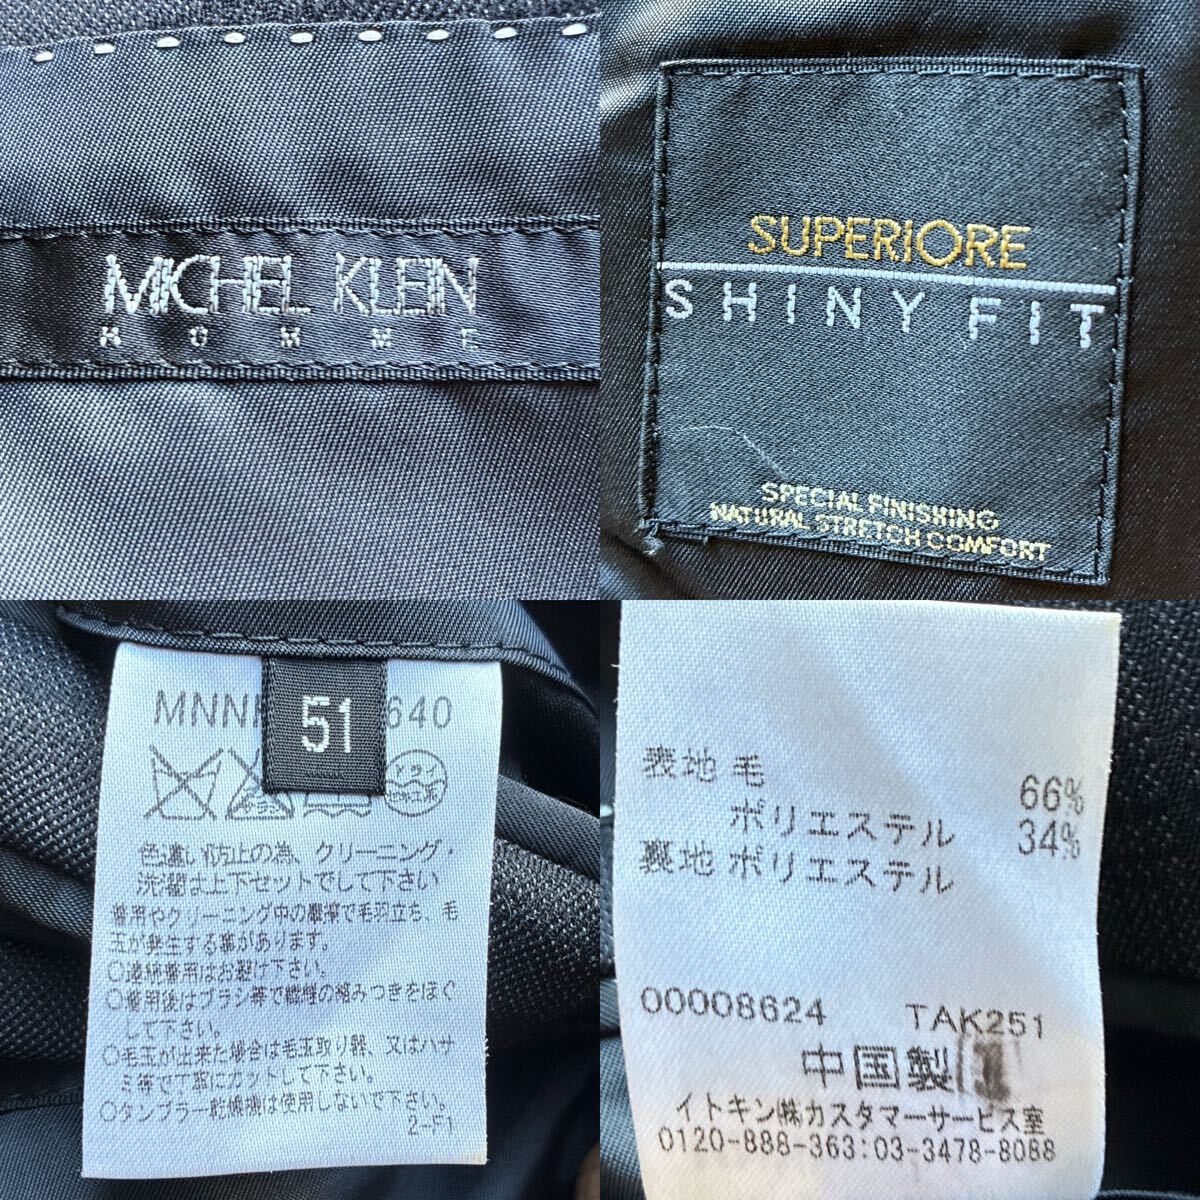 MICHEL KLEIN
HOMME
SUPERIORE
SHINY FIT
SPECIAL FINISHING
NATURAL STRETCH COMFORT
51
640
色違い防止の為、クリーニング・
洗濯は上下セットでして下さい
着用やクリーニング中の摩擦で毛羽立ち、毛
玉が発生する事があります。
○連続着用はお避け下さい。
○着用後はブラシ等で繊維の絡みつきをほぐ
して下さい。
○毛玉が出来た場合は毛玉取り器、又はハサ
ミ等で丁寧にカットして下さい。
○タンブラー乾燥機は使用しないで下さい。
2-F1
表地 毛 66%
ポリエステル 34%
裏地 ポリエステル
00008624 TAK251
中国製
イトキン㈱カスタマーサービス室
0120-888-363:03-3478-8088